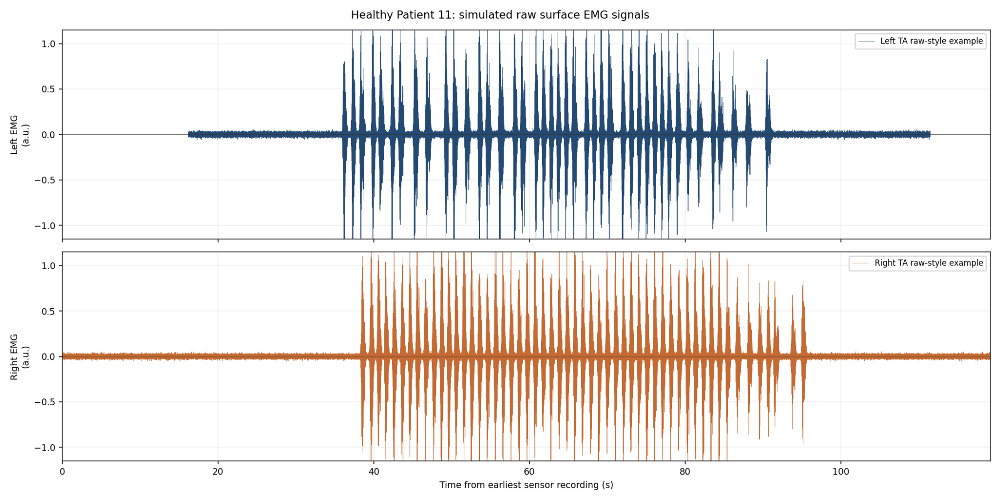 Healthy Patient 11: simulated raw surface EMG signals
Left TA raw-style example
1.0
0.5
0.0
−0.5
−1.0
Left EMG
(a.u.)
Right TA raw-style example
1.0
0.5
0.0
−0.5
−1.0
Right EMG
(a.u.)
0
20
40
60
80
100
Time from earliest sensor recording (s)